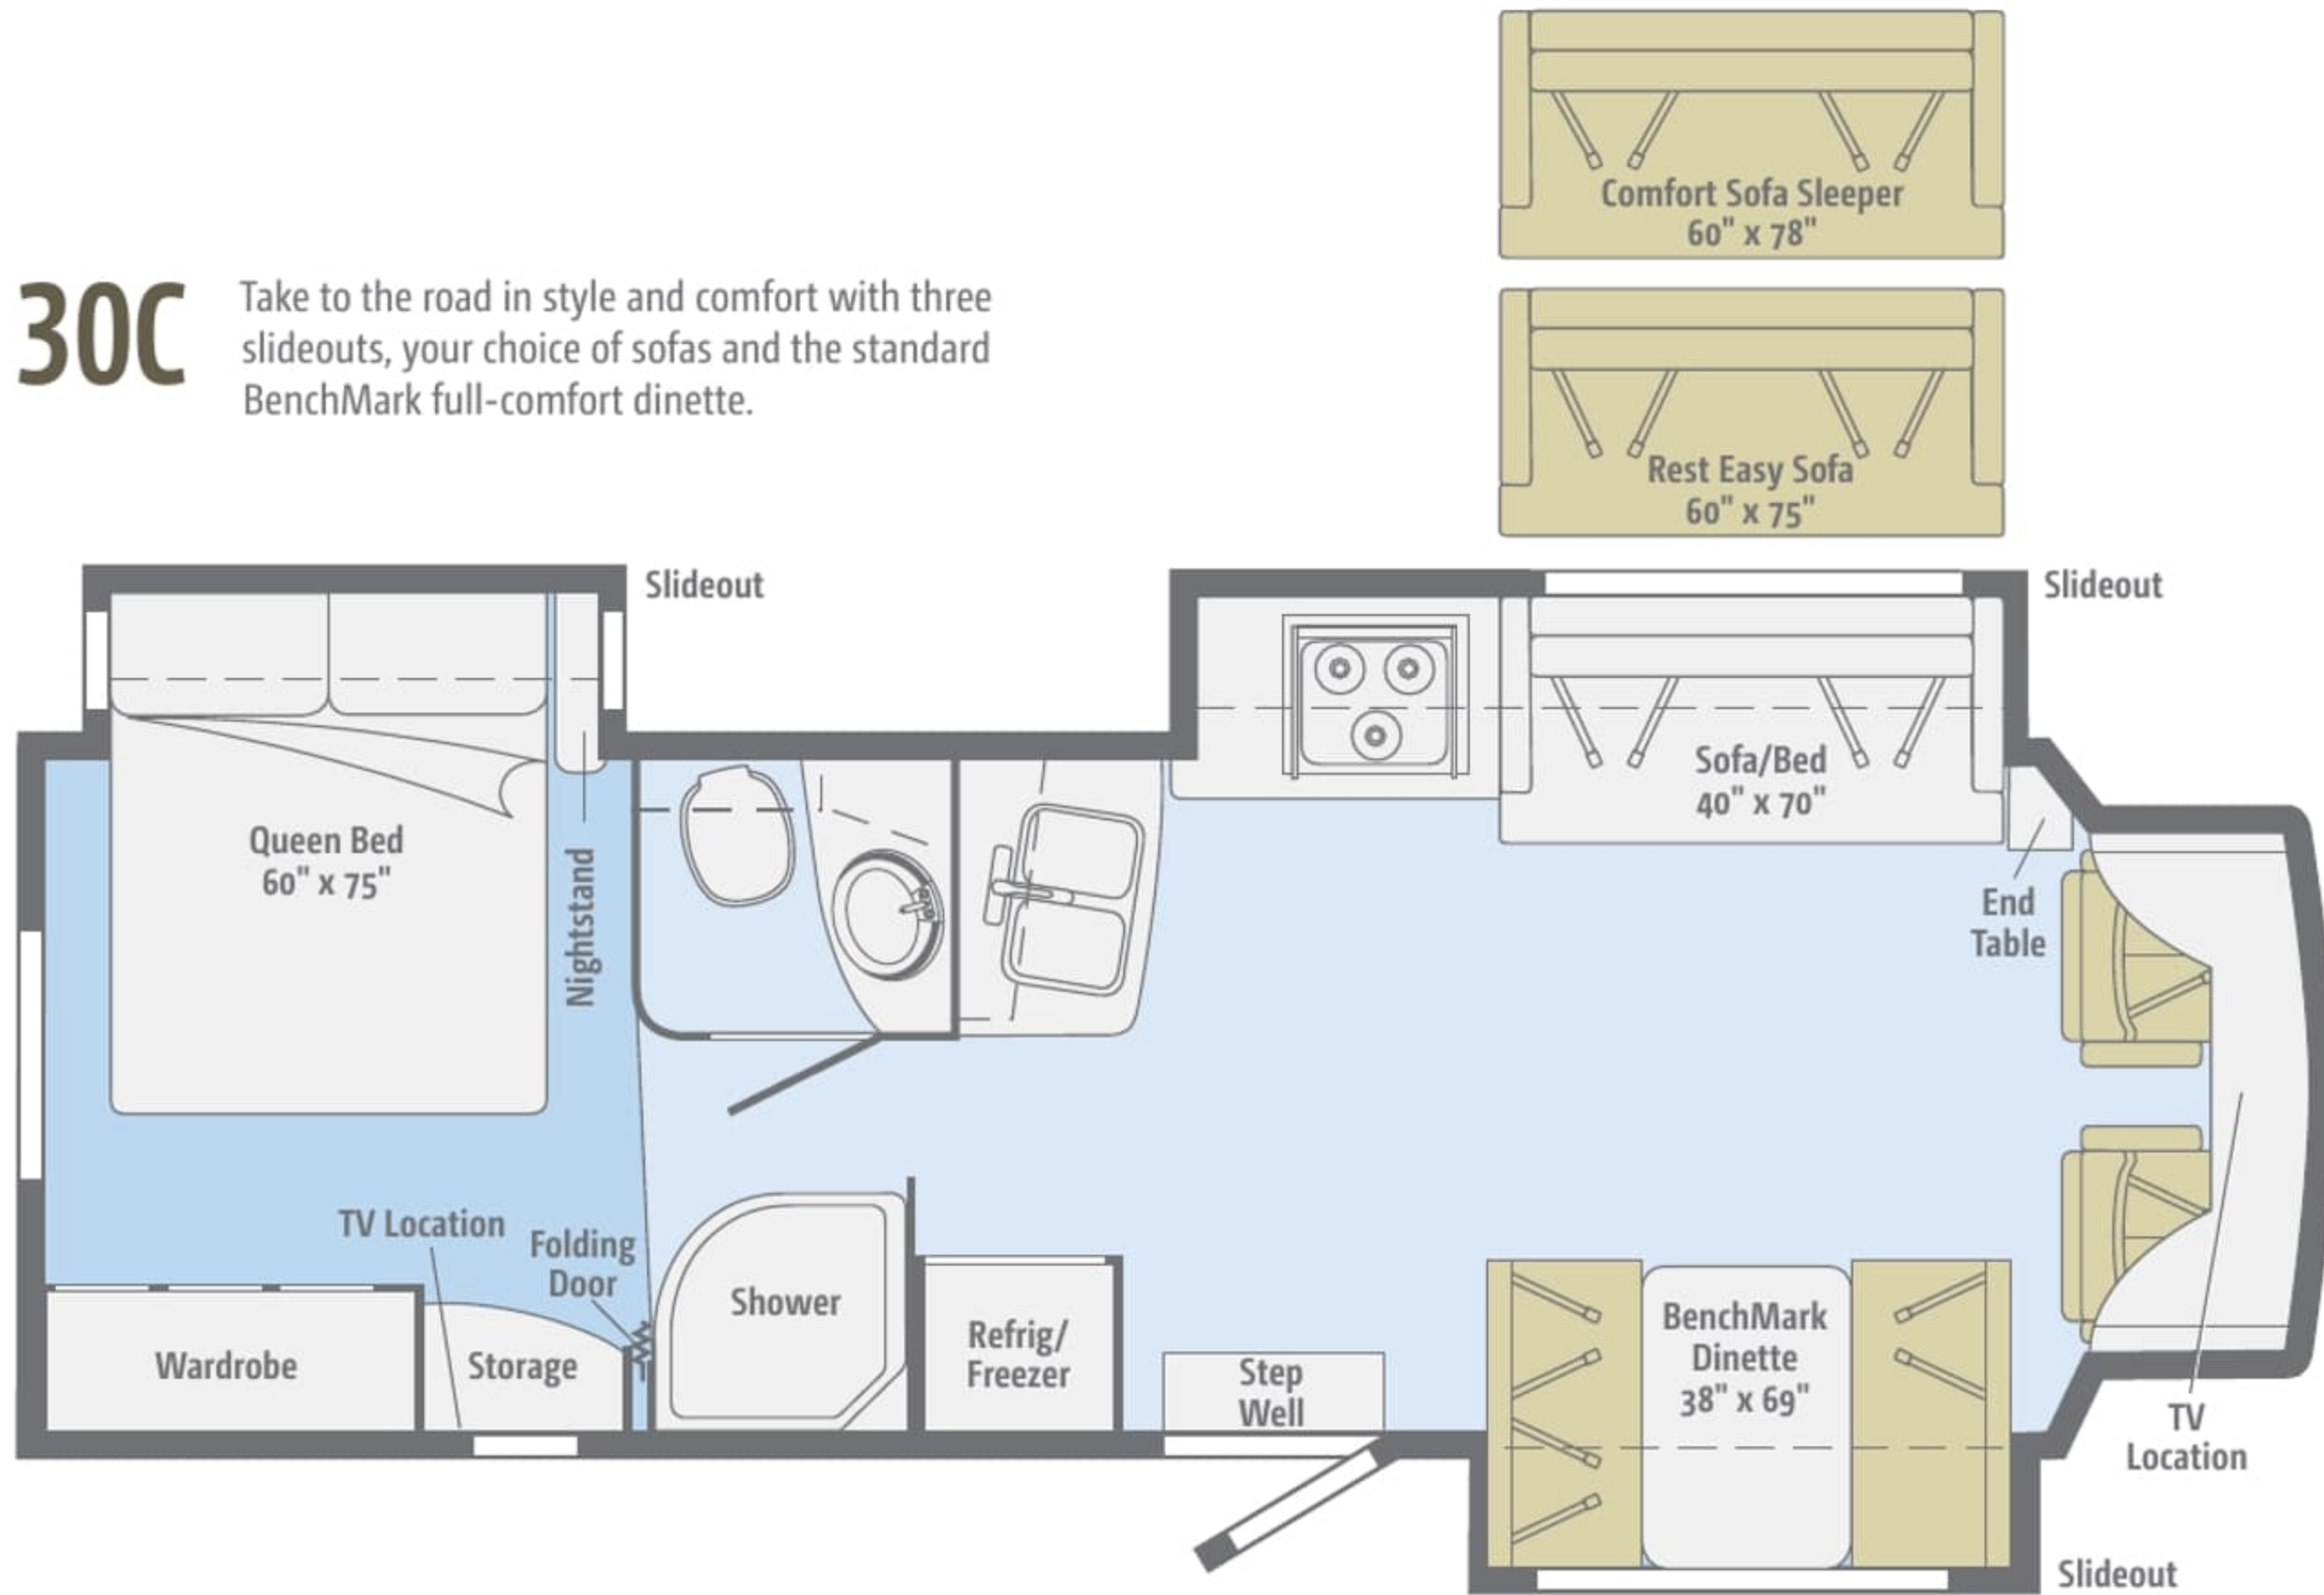 30C
Take to the road in style and comfort with three
slideouts, your choice of sofas and the standard
BenchMark full-comfort dinette.
Comfort Sofa Sleeper
60" x 78"
Rest Easy Sofa
60" x 75"
Slideout
Slideout
Queen Bed
60" x 75"
Nightstand
Sofa/Bed
40" x 70"
End
Table
TV Location
Folding
Door
Wardrobe
Storage
Shower
Refrig/
Freezer
Step
Well
BenchMark
Dinette
38" x 69"
TV
Location
Slideout